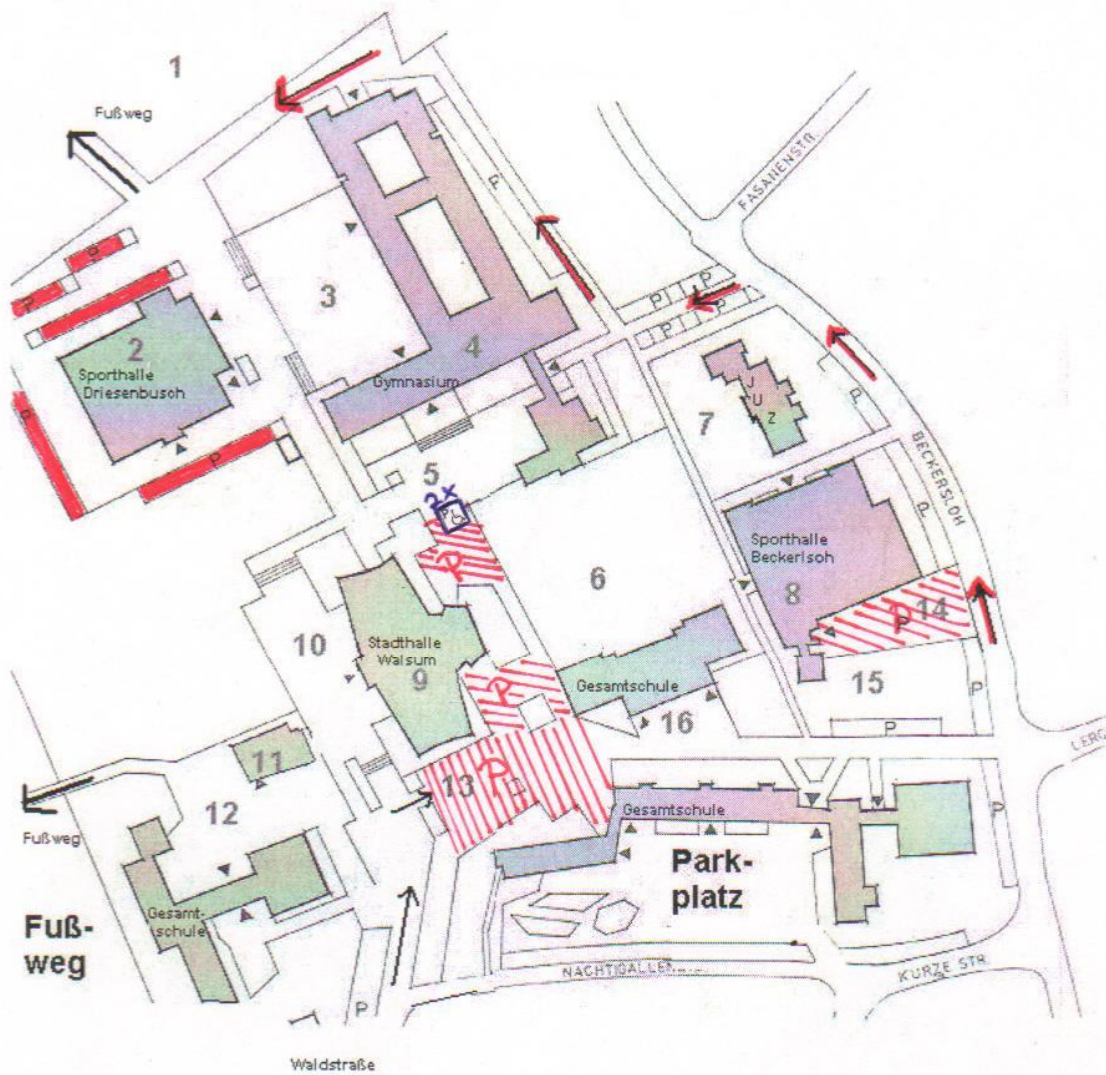 1
Fußweg
FASANENSTR.
P
P
P
P
P
P
P
P
2
Sporthalle
Driesenbusch
3
4
Gymnasium
J
U
Z
7
P
P
P
5
2x
P
BECKERSLOH
P
Sporthalle
Beckerlsoh
P
6
8
P
14
10
Stadthalle
Walsum
9
P
Gesamtschule
16
15
P
P
LERC
11
13
P
P
Fußweg
12
Gesamtschule
Park-
platz
Gesamt-
schule
Fuß-
weg
NACHTIGALLEN
KURZE STR.
P
Waldstraße